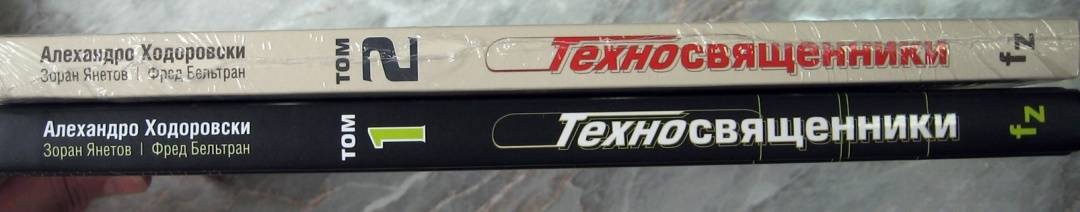 Алехандро Ходоровски
Зоран Янетов | Фред Бельтран
ТОМ 2
Техносвященники
fz
Алехандро Ходоровски
Зоран Янетов | Фред Бельтран
ТОМ 1
Техносвященники
fz